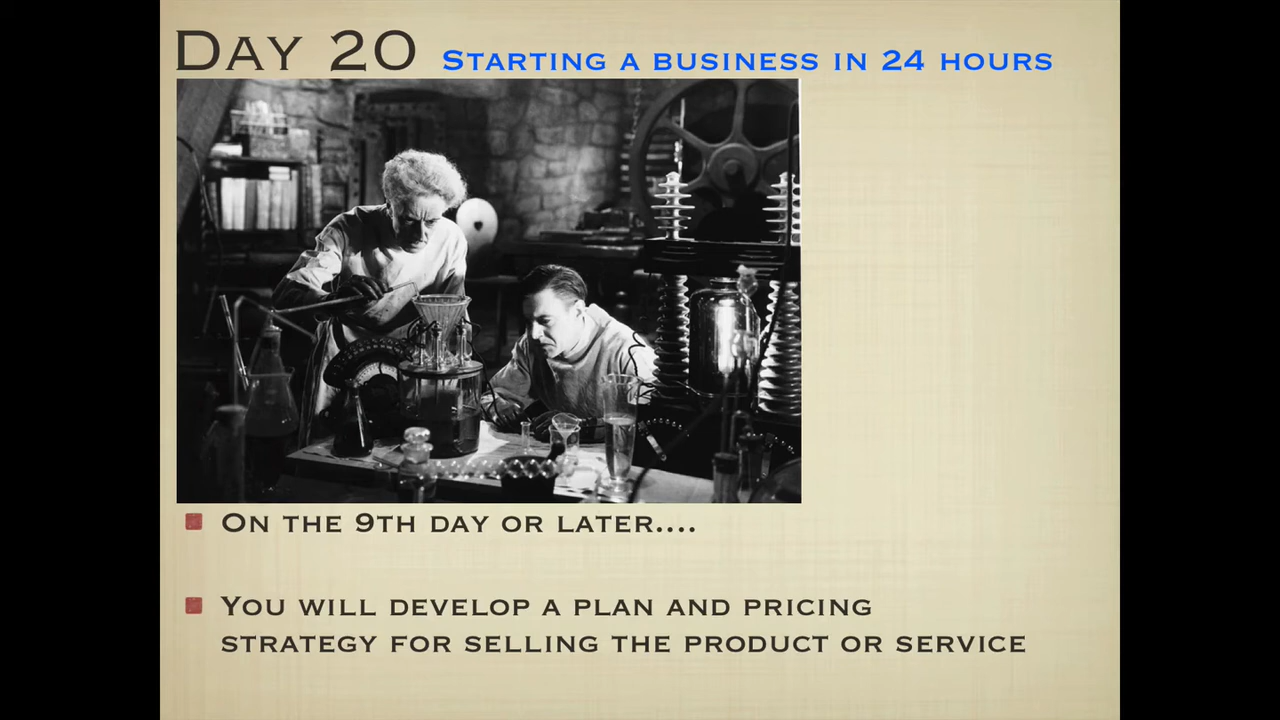 Day 20 Starting a business in 24 hours
On the 9th day or later....
You will develop a plan and pricing
strategy for selling the product or service